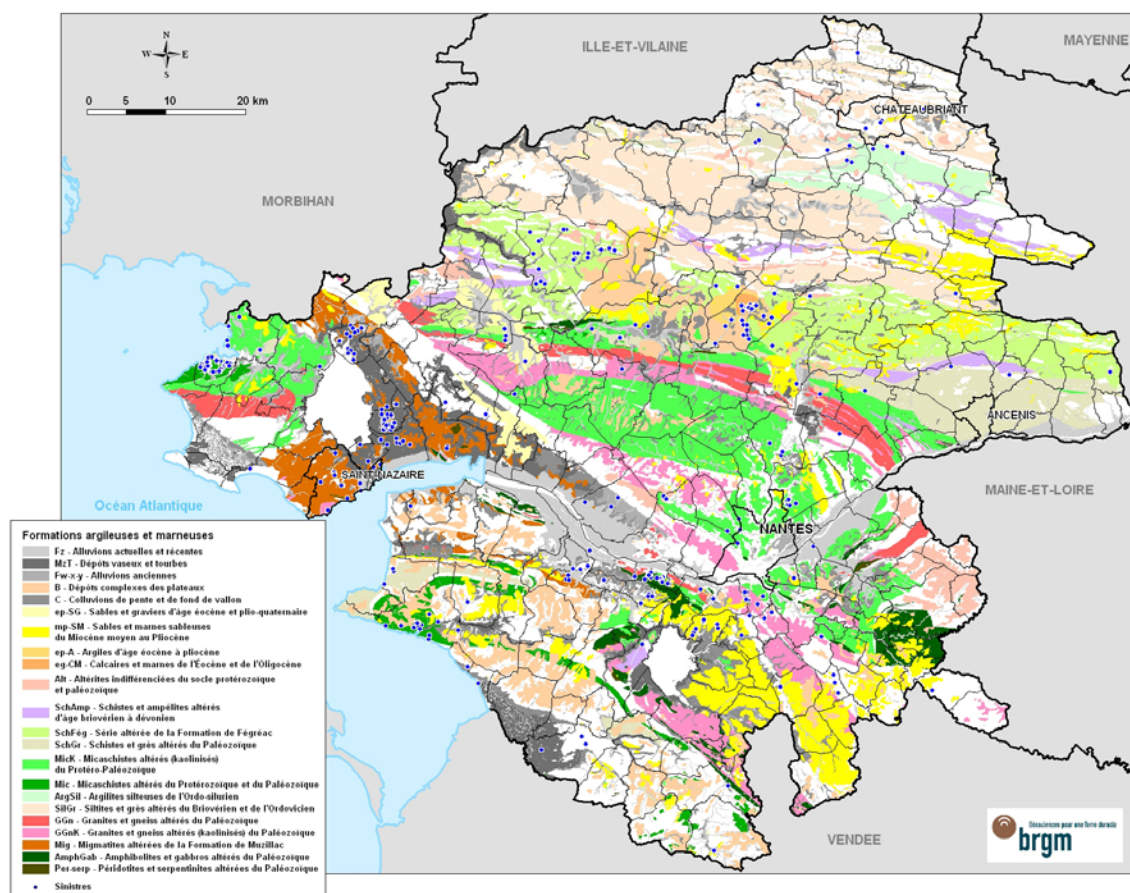 ILLE-ET-VILAINE
MAYENNE
N
W E
S
0 5 10 20 km
CHATEAUBRIANT
MORBIHAN
ANCENIS
SAINT-NAZAIRE
MAINE-ET-LOIRE
Océan Atlantique
NANTES
Formations argileuses et marneuses
Fz - Alluvions actuelles et récentes
MzT - Dépôts vaseux et tourbes
Fw-x-y - Alluvions anciennes
B - Dépôts complexes des plateaux
C - Colluvions de pente et de fond de vallon
ep-SG - Sables et graviers d'âge éocène et plio-quaternaire
mp-SM - Sables et marnes sableuses
du Miocène moyen au Pliocène
ep-A - Argiles d'âge éocène à pliocène
eg-CM - Calcaires et marnes de l'Éocène et de l'Oligocène
Alt - Altérites indifférenciées du socle protérozoïque
et paléozoïque
SchAmp - Schistes et ampélites altérés
d'âge briovérien à dévonien
SchFég - Série altérée de la Formation de Fégréac
SchGr - Schistes et grès altérés du Paléozoïque
MicK - Micaschistes altérés (kaolinisés)
du Protéro-Paléozoïque
Mic - Micaschistes altérés du Protérozoïque et du Paléozoïque
ArgSil - Argilites silteuses de l'Ordo-silurien
SilGr - Siltites et grès altérés du Briovérien et de l'Ordovicien
GGn - Granites et gneiss altérés du Paléozoïque
GGnK - Granites et gneiss altérés (kaolinisés) du Paléozoïque
Mig - Migmatites altérées de la Formation de Muzillac
AmphGab - Amphibolites et gabbros altérés du Paléozoïque
Per-serp - Péridotites et serpentinites altérées du Paléozoïque
Sinistres
VENDEE
Géosciences pour une Terre durable
brgm